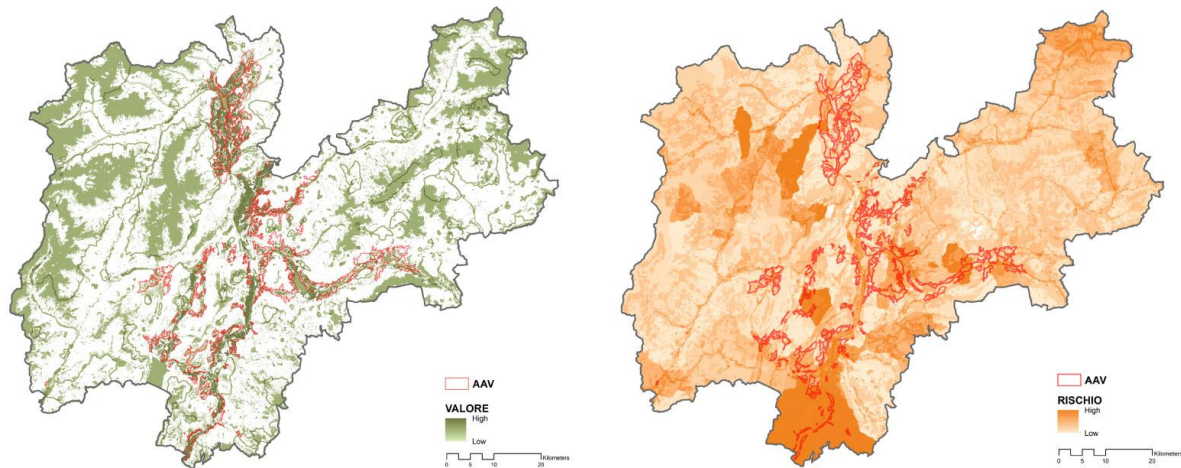 AAV
VALORE
High
Low
0 5 10 20
Kilometers
AAV
RISCHIO
High
Low
0 5 10 20
Kilometers